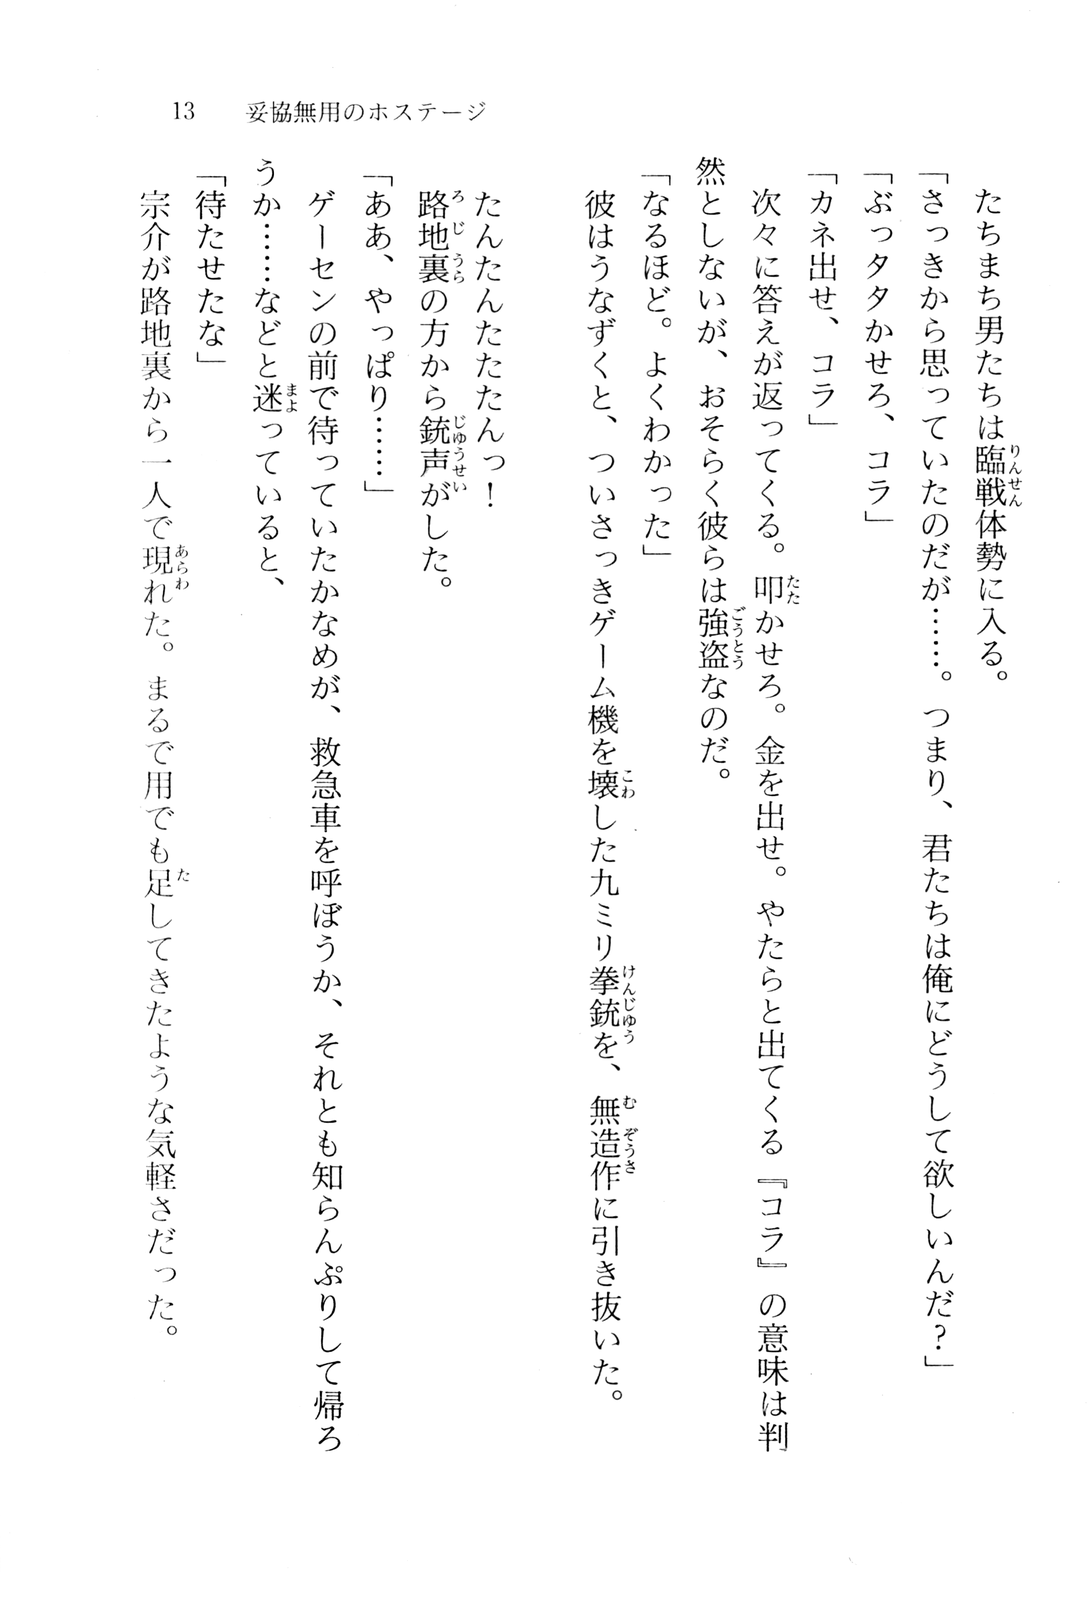 13　妥協無用のホステージ
　たちまち男たちは臨戦体勢に入る。
「さっきから思っていたのだが……。つまり、君たちは俺にどうして欲しいんだ？」
「ぶっタタかせろ、コラ」
「カネ出せ、コラ」
　次々に答えが返ってくる。叩かせろ。金を出せ。やたらと出てくる『コラ』の意味は判
然としないが、おそらく彼らは強盗なのだ。
「なるほど。よくわかった」
　彼はうなずくと、ついさっきゲーム機を壊した九ミリ拳銃を、無造作に引き抜いた。
　たんたんたたたんっ！
　路地裏の方から銃声がした。
「ああ、やっぱり……」
　ゲーセンの前で待っていたかなめが、救急車を呼ぼうか、それとも知らんぷりして帰ろ
うか……などと迷っていると、
「待たせたな」
　宗介が路地裏から一人で現れた。まるで用でも足してきたような気軽さだった。